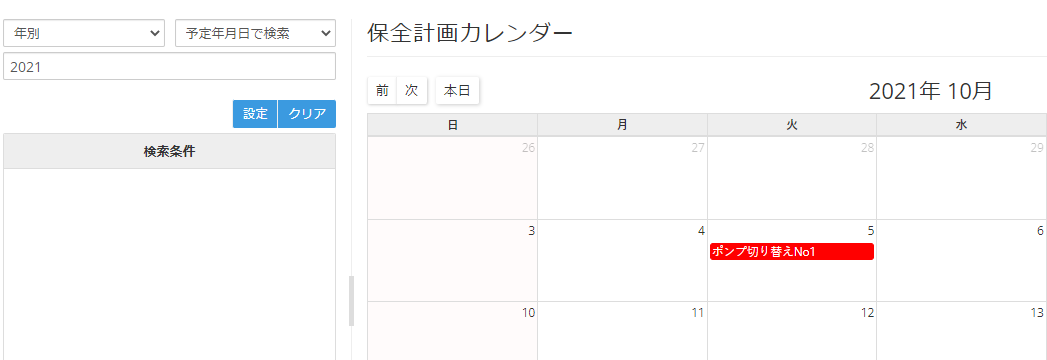 年別 予定年月日で検索
2021
設定 クリア
検索条件
保全計画カレンダー
前 次 本日 2021年 10月
日 月 火 水
26 27 28 29
3 4 5 6
ポンプ切り替えNo1
10 11 12 13